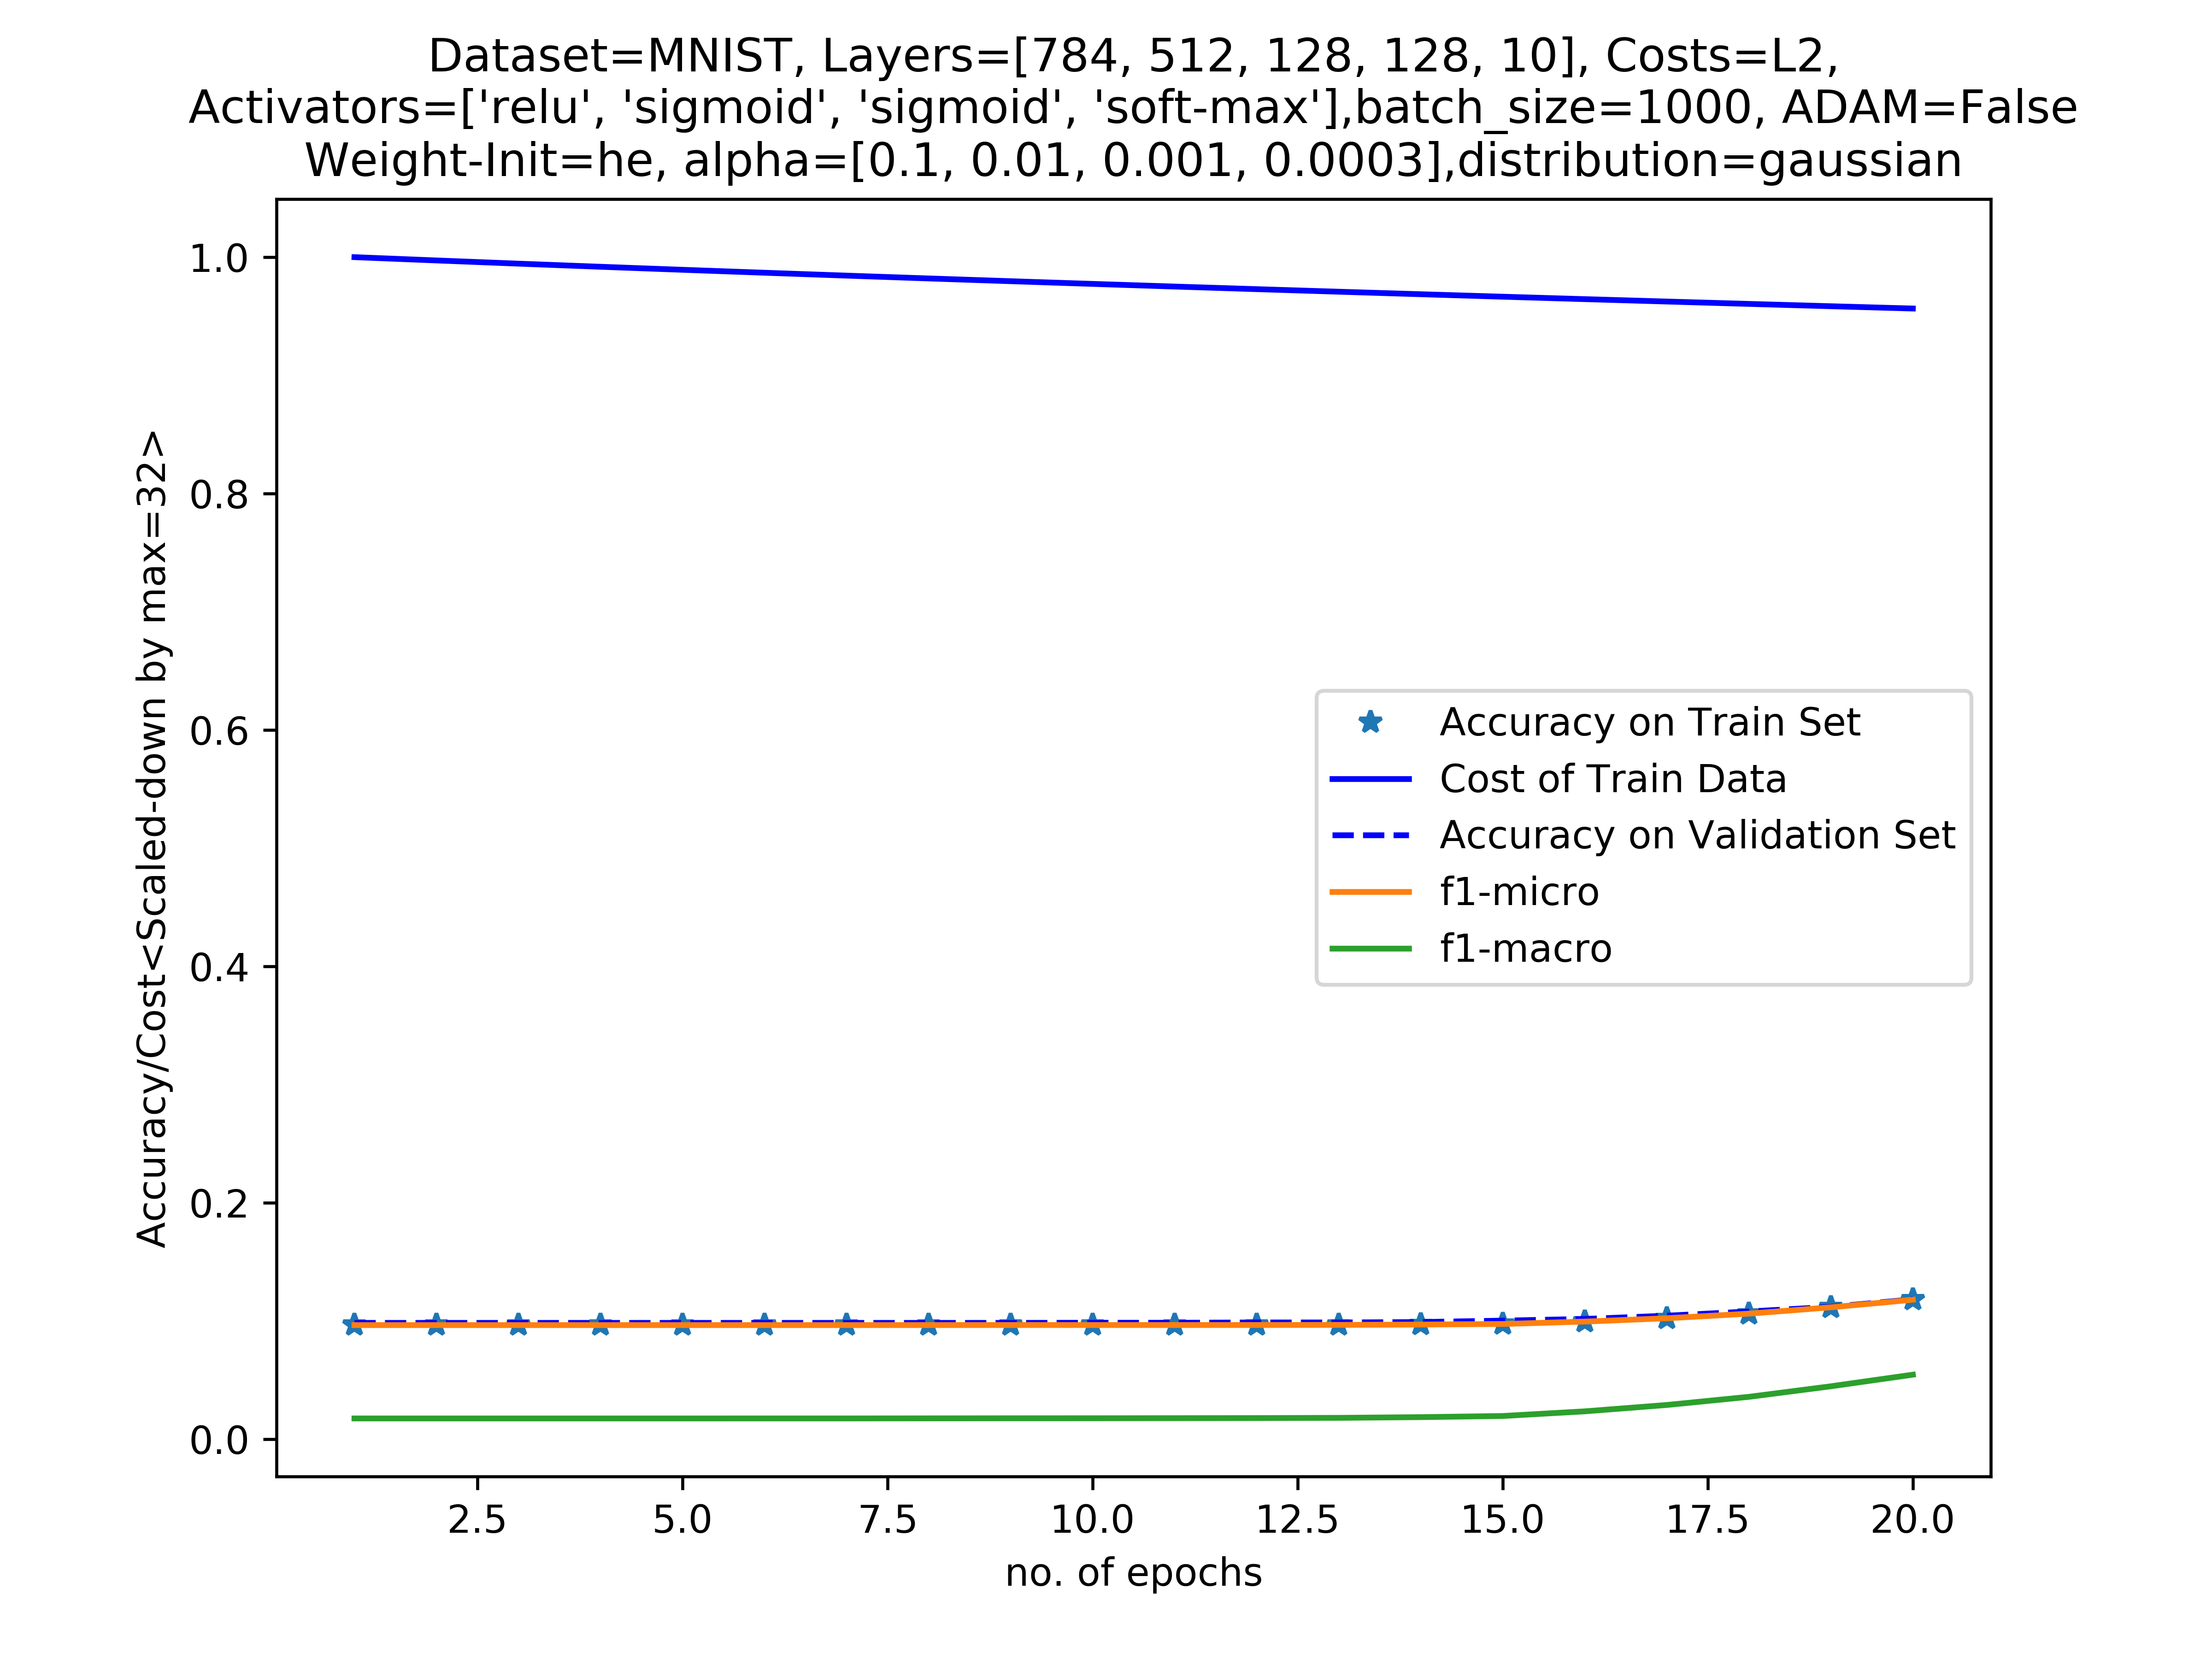 Dataset=MNIST, Layers=[784, 512, 128, 128, 10], Costs=L2,
Activators=['relu', 'sigmoid', 'sigmoid', 'soft-max'],batch_size=1000, ADAM=False
Weight-Init=he, alpha=[0.1, 0.01, 0.001, 0.0003],distribution=gaussian
Accuracy/Cost<Scaled-down by max=32>
1.0
0.8
0.6
0.4
0.2
0.0
Accuracy on Train Set
Cost of Train Data
Accuracy on Validation Set
f1-micro
f1-macro
2.5 5.0 7.5 10.0 12.5 15.0 17.5 20.0
no. of epochs